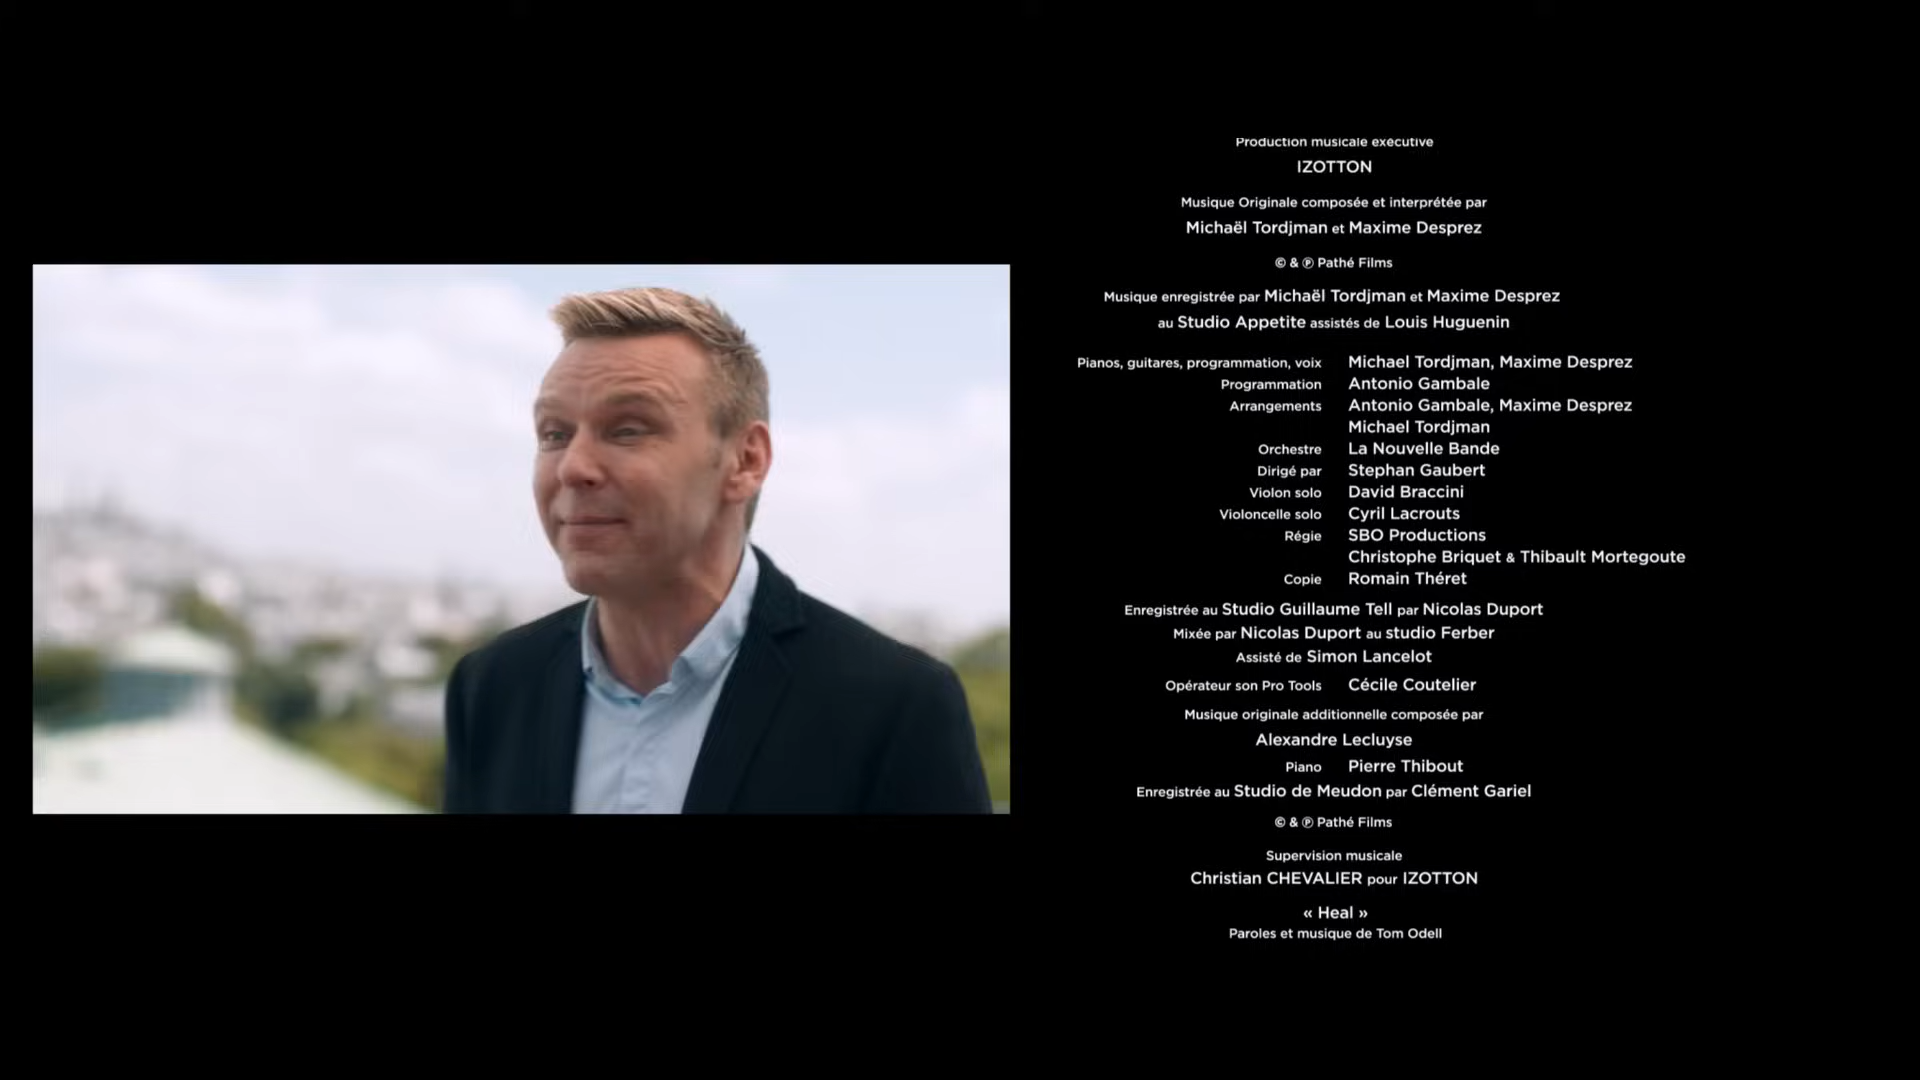 Production musicale exécutive
IZOTTON
Musique Originale composée et interprétée par
Michaël Tordjman et Maxime Desprez
© & ℗ Pathé Films
Musique enregistrée par Michaël Tordjman et Maxime Desprez
au Studio Appetite assistés de Louis Huguenin
Pianos, guitares, programmation, voix Michael Tordjman, Maxime Desprez
Programmation Antonio Gambale
Arrangements Antonio Gambale, Maxime Desprez
Michael Tordjman
Orchestre La Nouvelle Bande
Dirigé par Stephan Gaubert
Violon solo David Braccini
Violoncelle solo Cyril Lacrouts
Régie SBO Productions
Christophe Briquet & Thibault Mortegoute
Copie Romain Théret
Enregistrée au Studio Guillaume Tell par Nicolas Duport
Mixée par Nicolas Duport au studio Ferber
Assisté de Simon Lancelot
Opérateur son Pro Tools Cécile Coutelier
Musique originale additionnelle composée par
Alexandre Lecluyse
Piano Pierre Thibout
Enregistrée au Studio de Meudon par Clément Gariel
© & ℗ Pathé Films
Supervision musicale
Christian CHEVALIER pour IZOTTON
« Heal »
Paroles et musique de Tom Odell